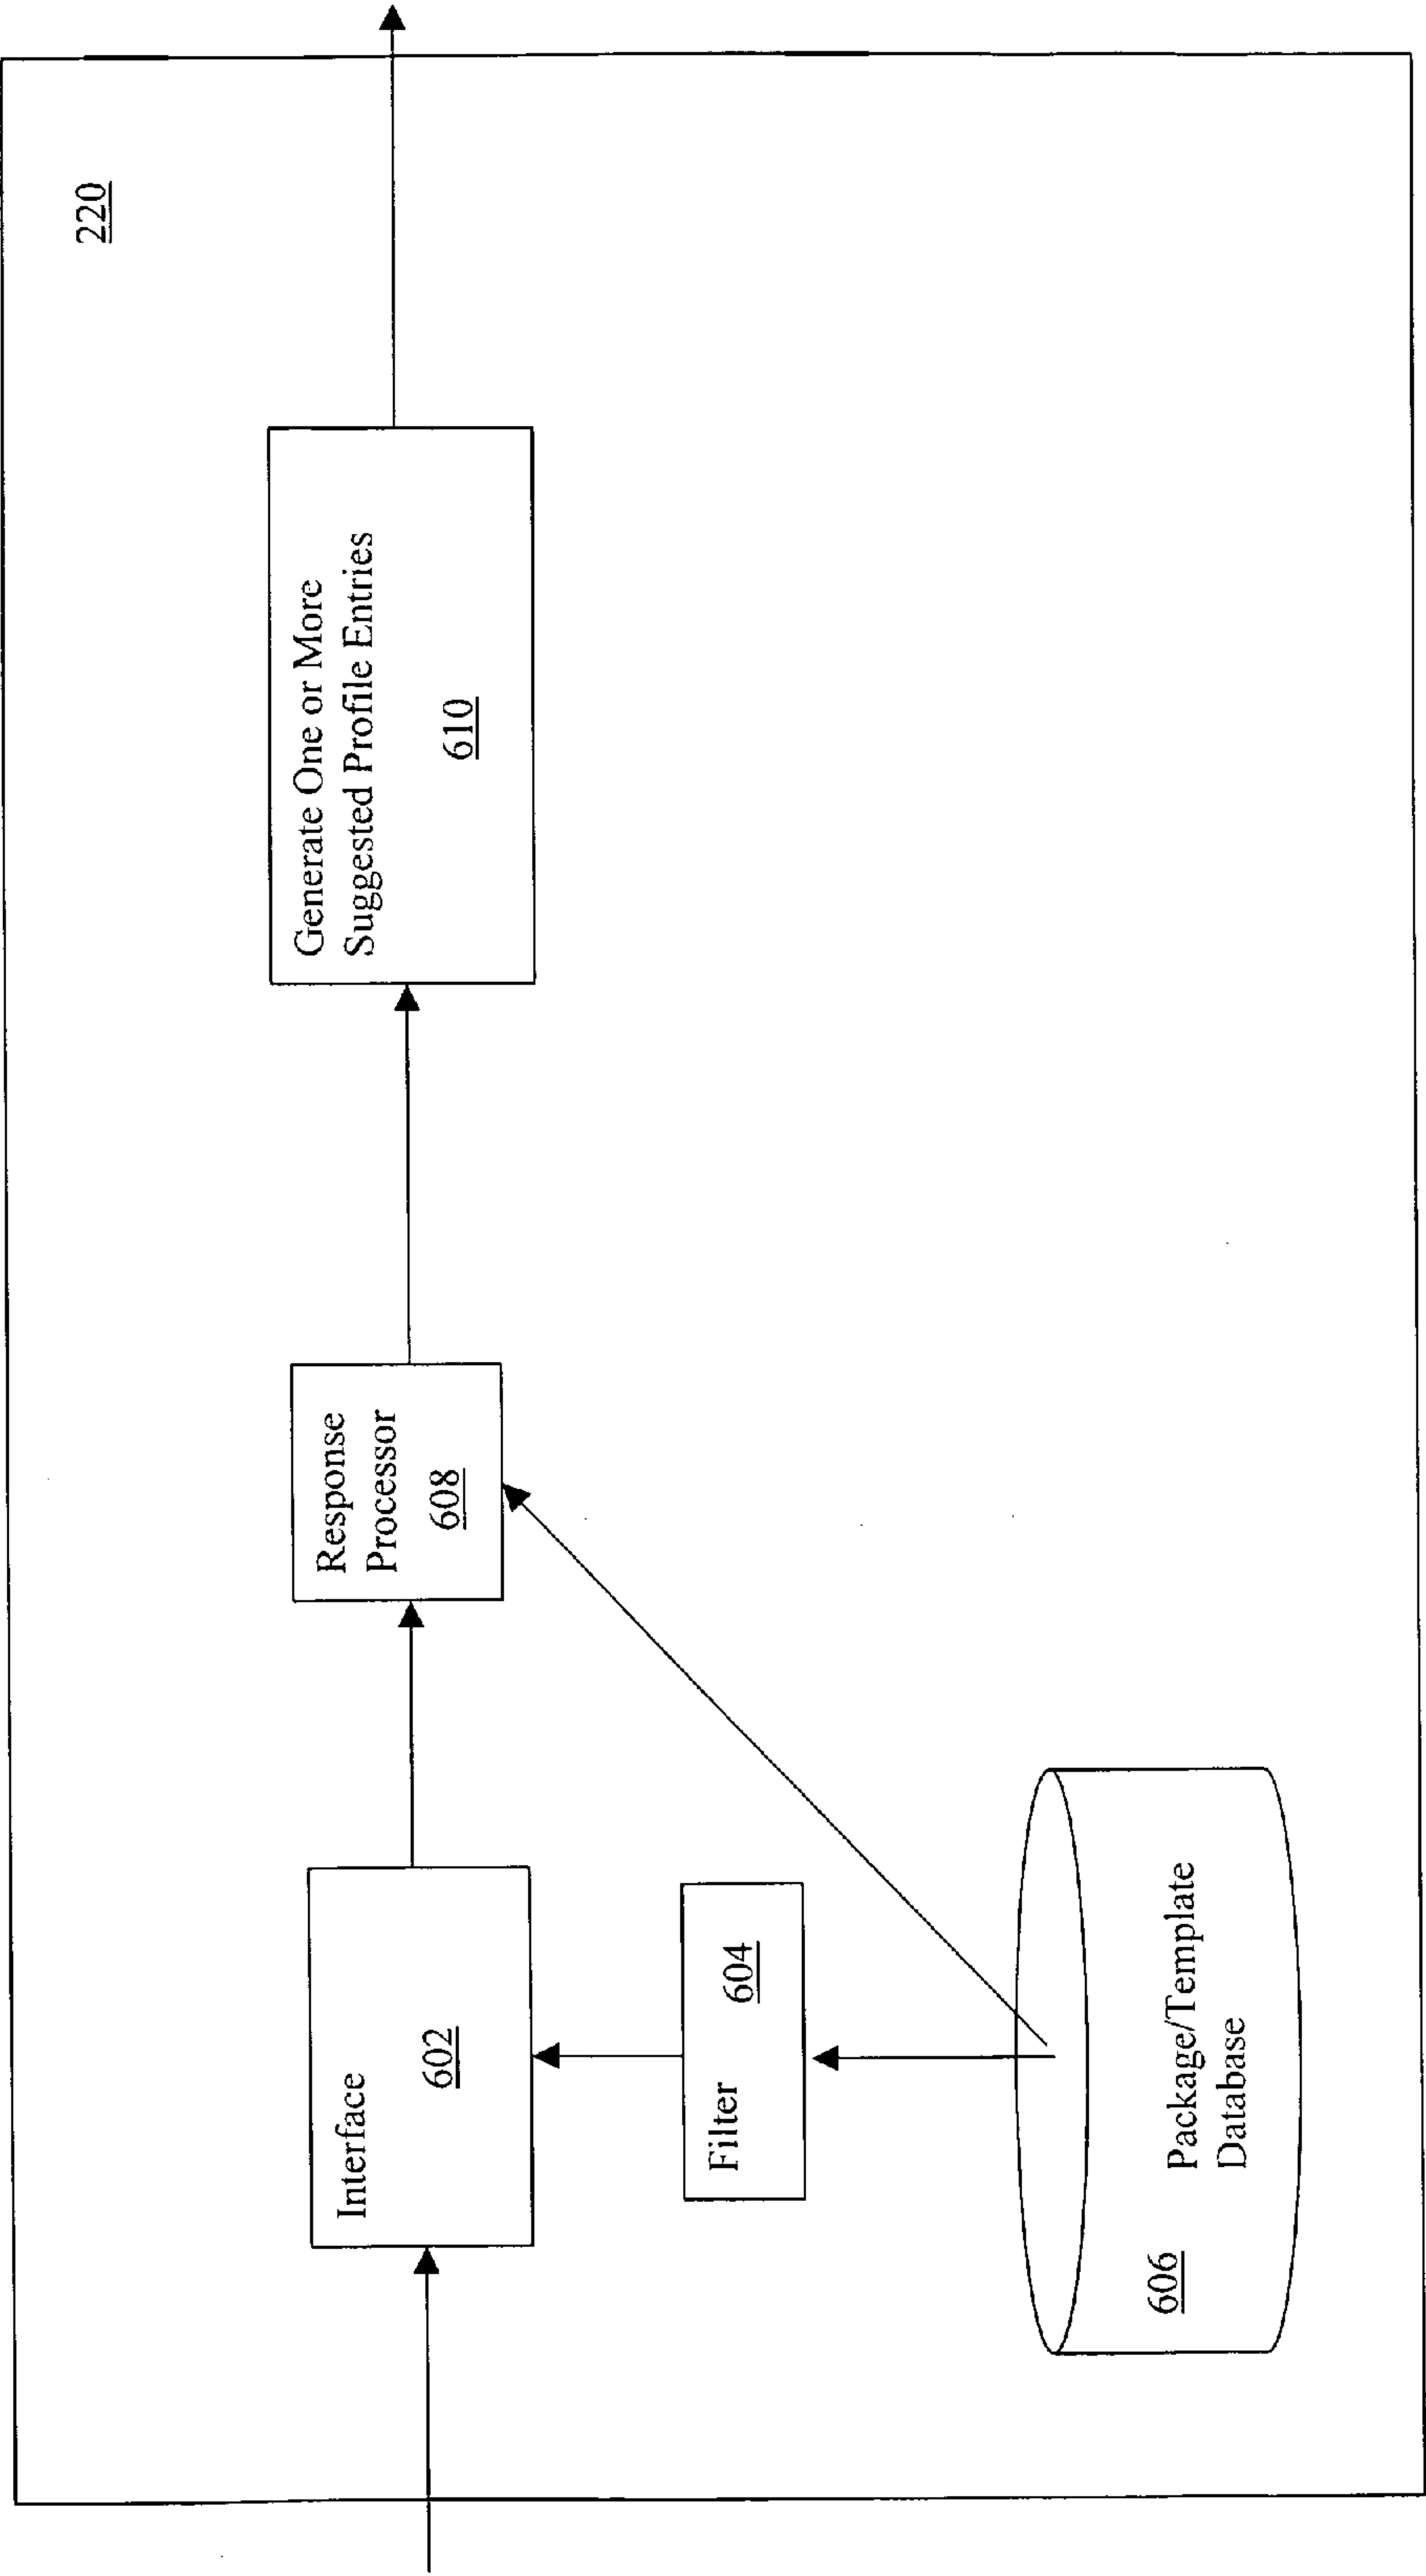 220
Interface
602
Response
Processor
608
Generate One or More
Suggested Profile Entries
610
Filter 604
606
Package/Template
Database